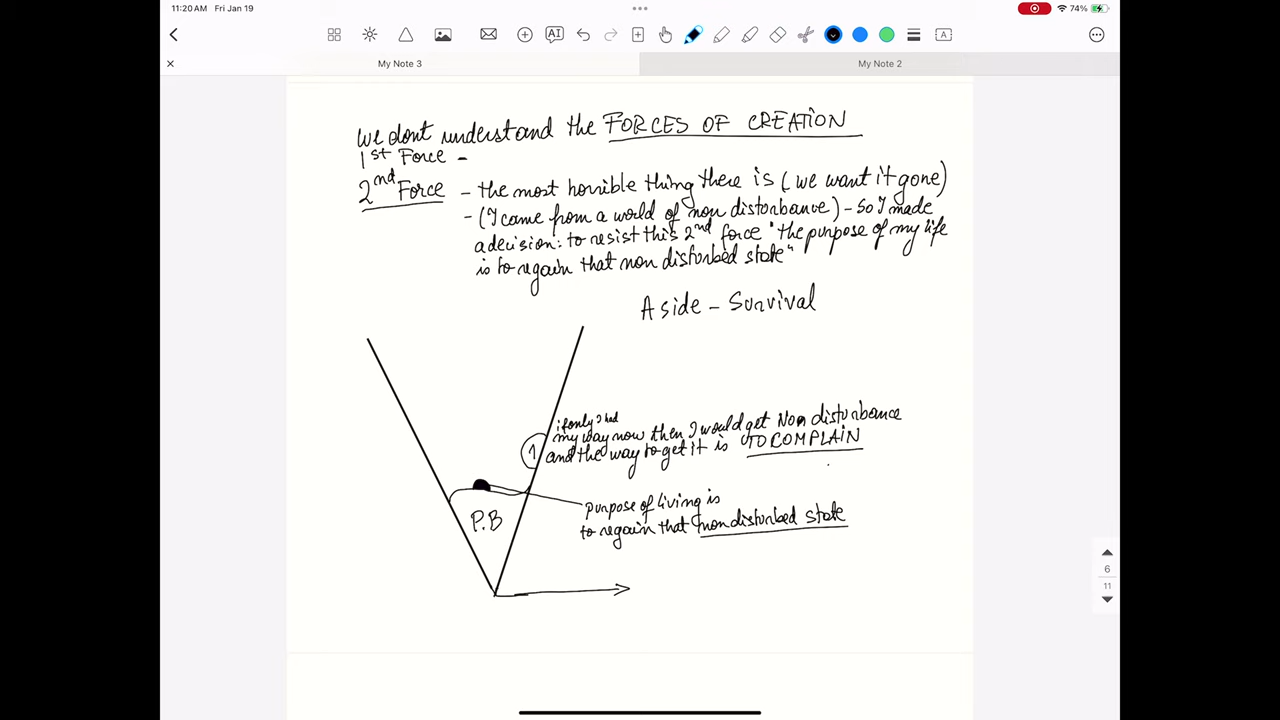 11:20AM Fri Jan 19
74%
My Note 3
My Note 2
we dont understand the FORCES OF CREATION
1st Force -
2nd Force - the most horrible thing there is (we want it gone)
- (I came from a world of non disturbance) - So I made
a decision: to resist this 2nd force "the purpose of my life
is to regain that non disturbed state"
A side - Survival
if only I had
my way now then I would get Non disturbance
1 and the way to get it is TO COMPLAIN
purpose of living is
P.B
to regain that non disturbed state
6
11